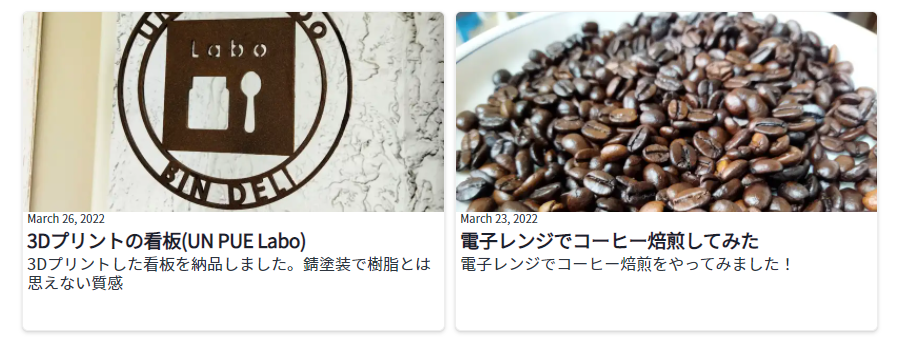 Labo
BIN DELI
March 26, 2022
3Dプリントの看板(UN PUE Labo)
3Dプリントした看板を納品しました。錆塗装で樹脂とは
思えない質感
March 23, 2022
電子レンジでコーヒー焙煎してみた
電子レンジでコーヒー焙煎をやってみました！